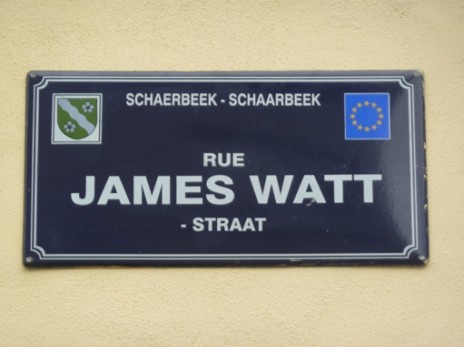 SCHAERBEEK - SCHAARBEEK
RUE
JAMES WATT
- STRAAT